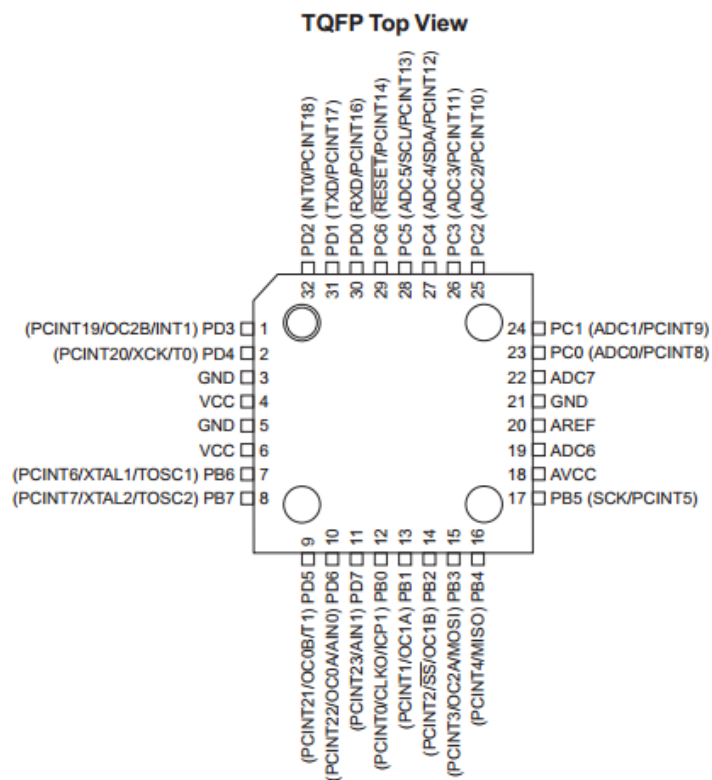 TQFP Top View
PD2 (INT0/PCINT18)
PD1 (TXD/PCINT17)
PD0 (RXD/PCINT16)
PC6 (RESET/PCINT14)
PC5 (ADC5/SCL/PCINT13)
PC4 (ADC4/SDA/PCINT12)
PC3 (ADC3/PCINT11)
PC2 (ADC2/PCINT10)
32 31 30 29 28 27 26 25
(PCINT19/OC2B/INT1) PD3 1
(PCINT20/XCK/T0) PD4 2
GND 3
VCC 4
GND 5
VCC 6
(PCINT6/XTAL1/TOSC1) PB6 7
(PCINT7/XTAL2/TOSC2) PB7 8
24 PC1 (ADC1/PCINT9)
23 PC0 (ADC0/PCINT8)
22 ADC7
21 GND
20 AREF
19 ADC6
18 AVCC
17 PB5 (SCK/PCINT5)
9 10 11 12 13 14 15 16
(PCINT21/OC0B/T1) PD5
(PCINT22/OC0A/AIN0) PD6
(PCINT23/AIN1) PD7
(PCINT0/CLKO/ICP1) PB0
(PCINT1/OC1A) PB1
(PCINT2/SS/OC1B) PB2
(PCINT3/OC2A/MOSI) PB3
(PCINT4/MISO) PB4